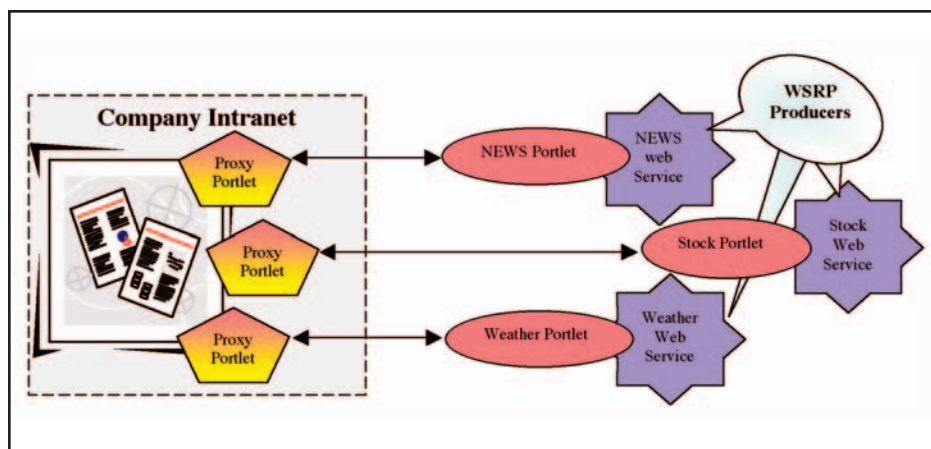 Company Intranet
Proxy
Portlet
Proxy
Portlet
Proxy
Portlet
NEWS Portlet
NEWS
web
Service
WSRP
Producers
Stock Portlet
Stock
Web
Service
Weather Portlet
Weather
Web
Service